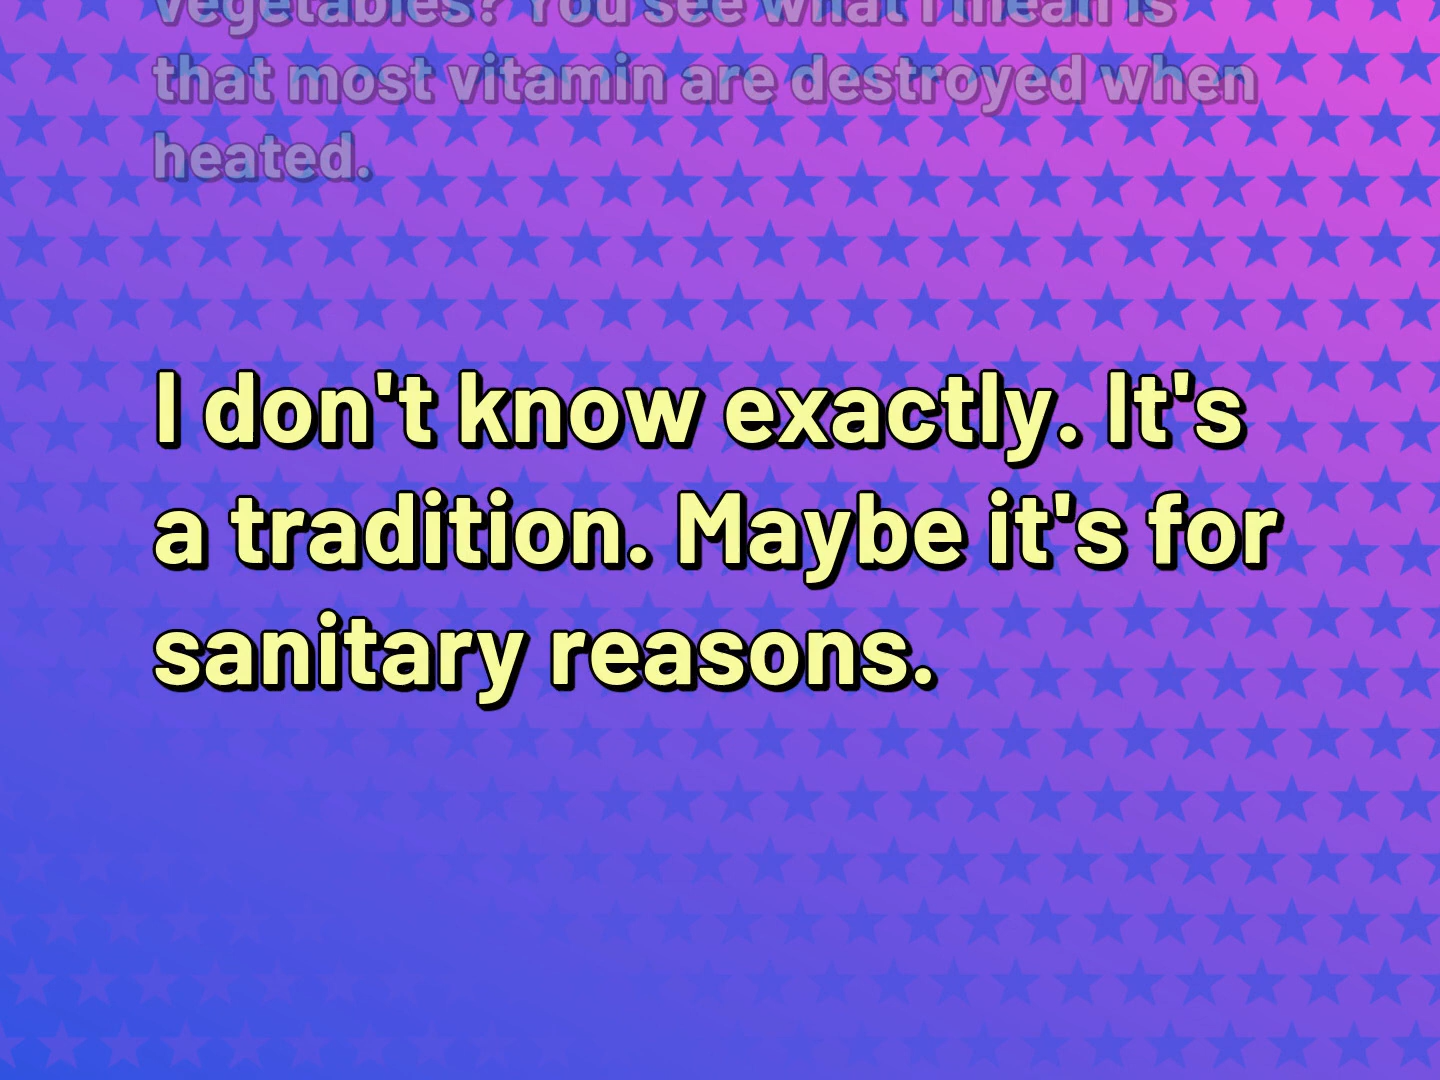 vegetables? You see what I mean is
that most vitamin are destroyed when
heated.
I don't know exactly. It's
a tradition. Maybe it's for
sanitary reasons.